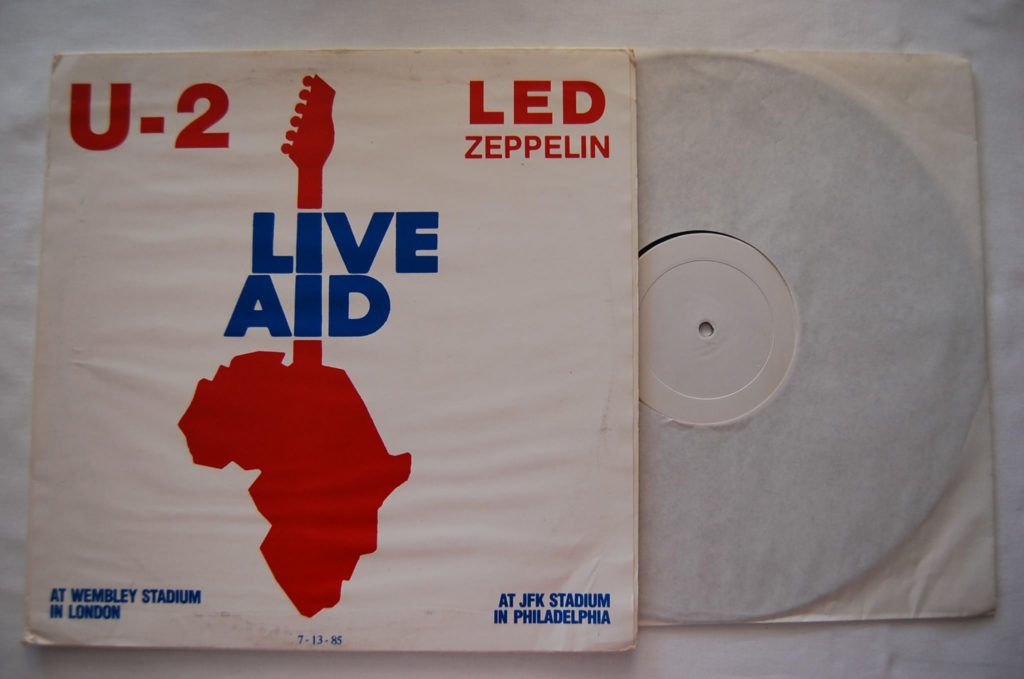 U-2
LED
ZEPPELIN
LIVE
AID
AT WEMBLEY STADIUM
IN LONDON
AT JFK STADIUM
IN PHILADELPHIA
7-13-85